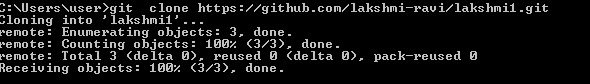 C:\Users\user>git  clone https://github.com/lakshmi-ravi/lakshmi1.git
Cloning into 'lakshmi1'...
remote: Enumerating objects: 3, done.
remote: Counting objects: 100% (3/3), done.
remote: Total 3 (delta 0), reused 0 (delta 0), pack-reused 0
Receiving objects: 100% (3/3), done.